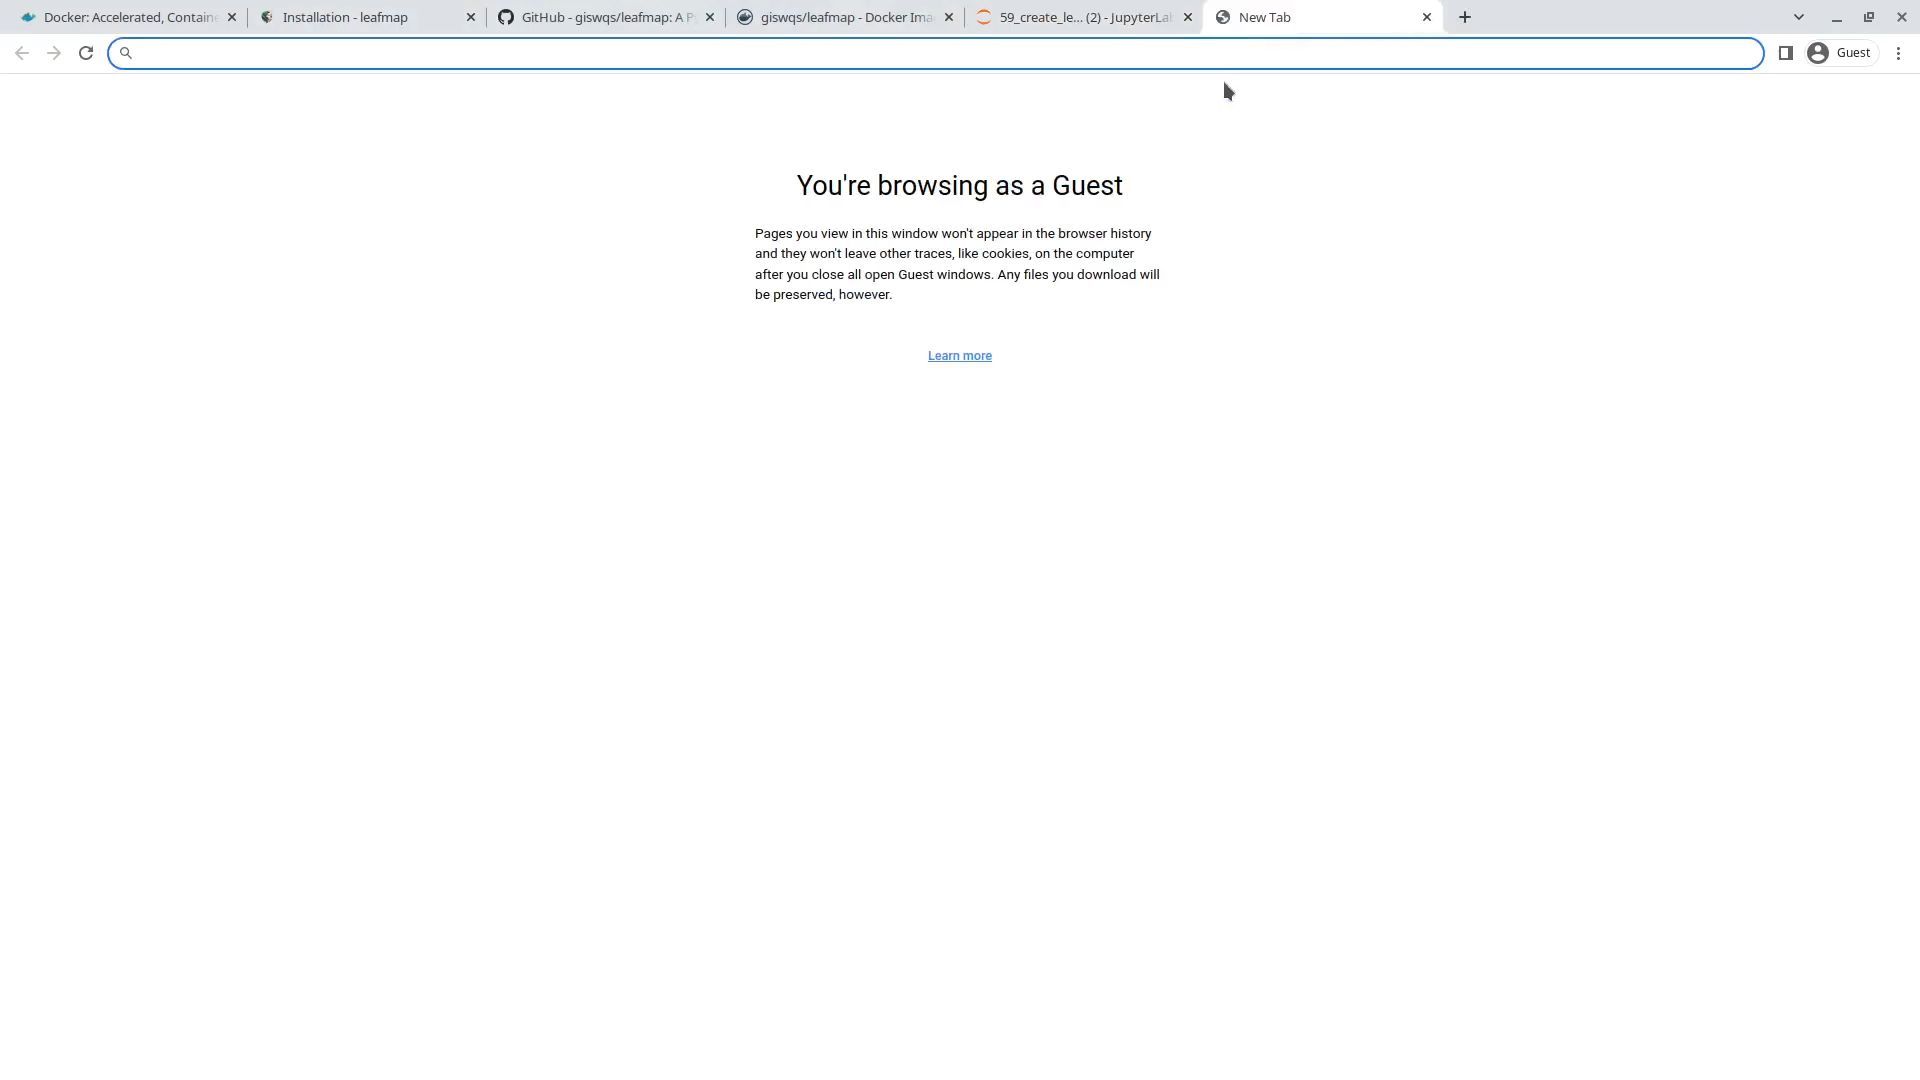 Docker: Accelerated, Containe
Installation - leafmap
GitHub - giswqs/leafmap: A P
giswqs/leafmap - Docker Ima
59_create_le... (2) - JupyterLa
New Tab
Guest
You're browsing as a Guest
Pages you view in this window won't appear in the browser history
and they won't leave other traces, like cookies, on the computer
after you close all open Guest windows. Any files you download will
be preserved, however.
Learn more